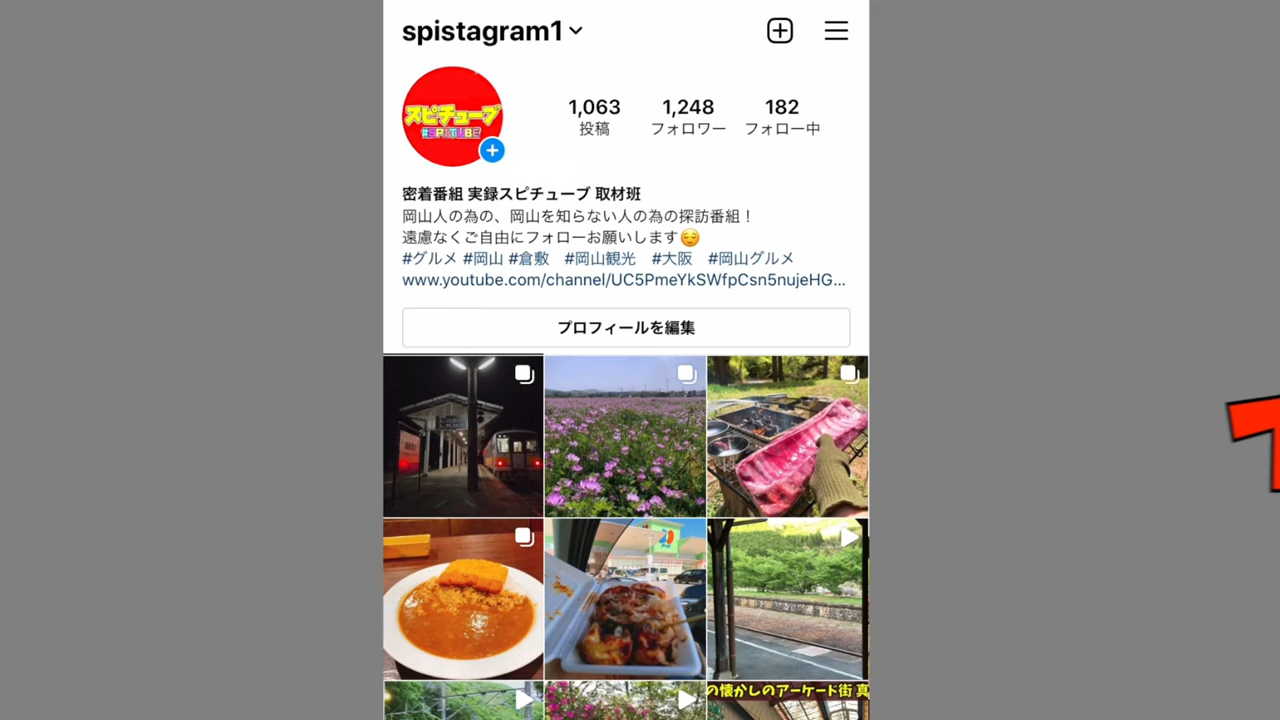 spistagram1
スピチューブ
#SPITUBE
1,063
投稿
1,248
フォロワー
182
フォロー中
密着番組 実録スピチューブ 取材班
岡山人の為の、岡山を知らない人の為の探訪番組！
遠慮なくご自由にフォローお願いします😌
#グルメ #岡山 #倉敷　#岡山観光　#大阪　#岡山グルメ
www.youtube.com/channel/UC5PmeYkSWfpCsn5nujeHG...
プロフィールを編集
の懐かしのアーケード街 真